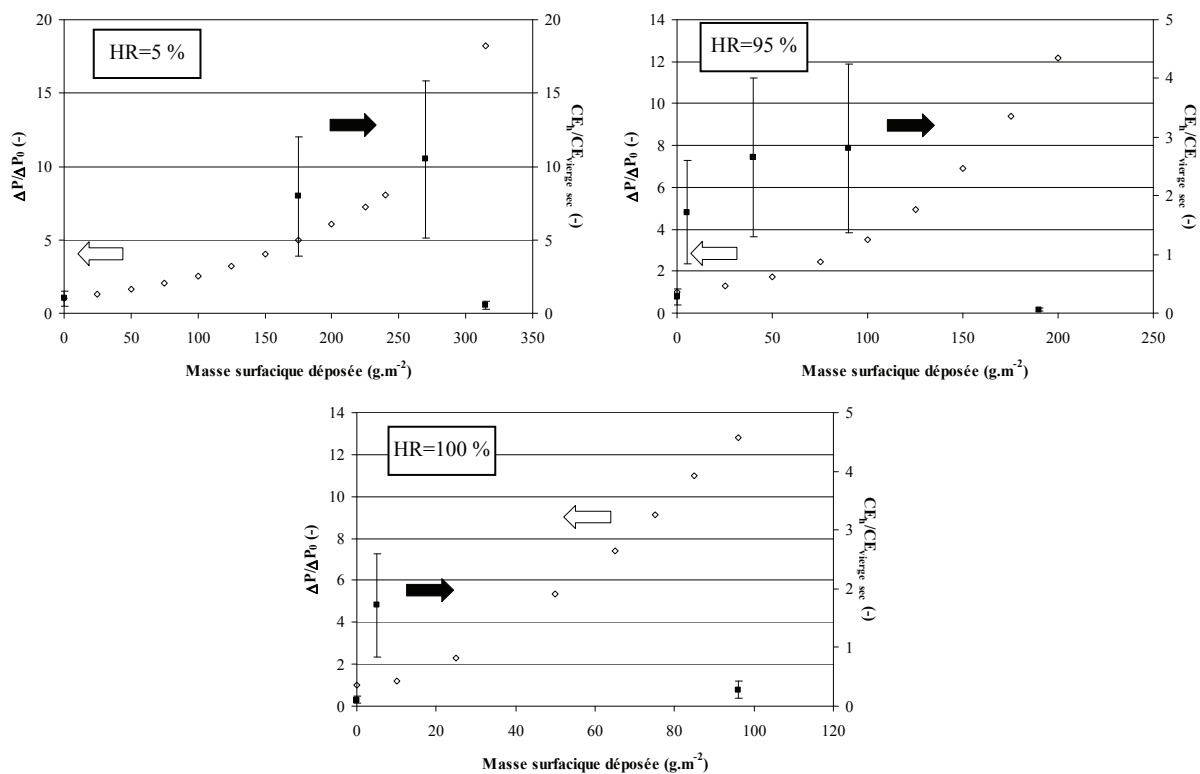 HR=5 %
20
15
10
5
0
ΔP/ΔP₀ (-)
20
15
10
5
0
CEₕ/CE_vierge sec (-)
0 50 100 150 200 250 300 350
Masse surfacique déposée (g.m⁻²)
HR=95 %
14
12
10
8
6
4
2
0
ΔP/ΔP₀ (-)
5
4
3
2
1
0
CEₕ/CE_vierge sec (-)
0 50 100 150 200 250
Masse surfacique déposée (g.m⁻²)
HR=100 %
14
12
10
8
6
4
2
0
ΔP/ΔP₀ (-)
5
4
3
2
1
0
CEₕ/CE_vierge sec (-)
0 20 40 60 80 100 120
Masse surfacique déposée (g.m⁻²)